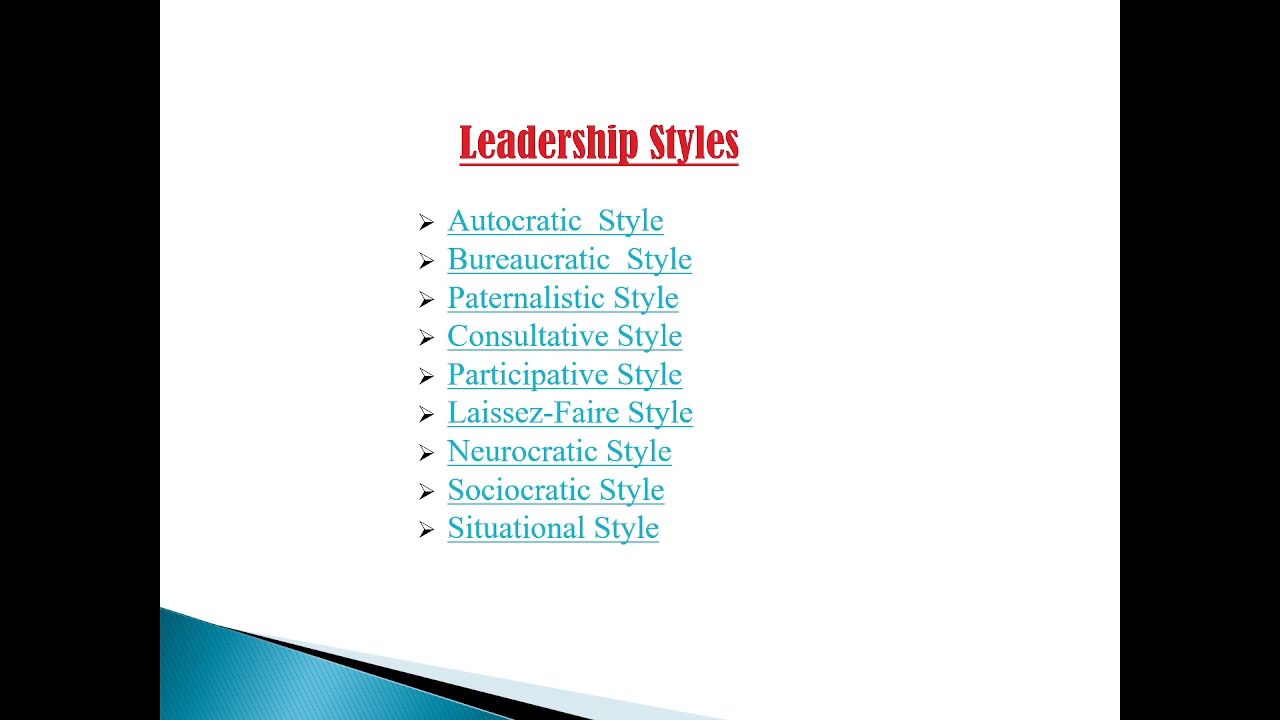 Leadership Styles
Autocratic  Style
Bureaucratic  Style
Paternalistic Style
Consultative Style
Participative Style
Laissez-Faire Style
Neurocratic Style
Sociocratic Style
Situational Style